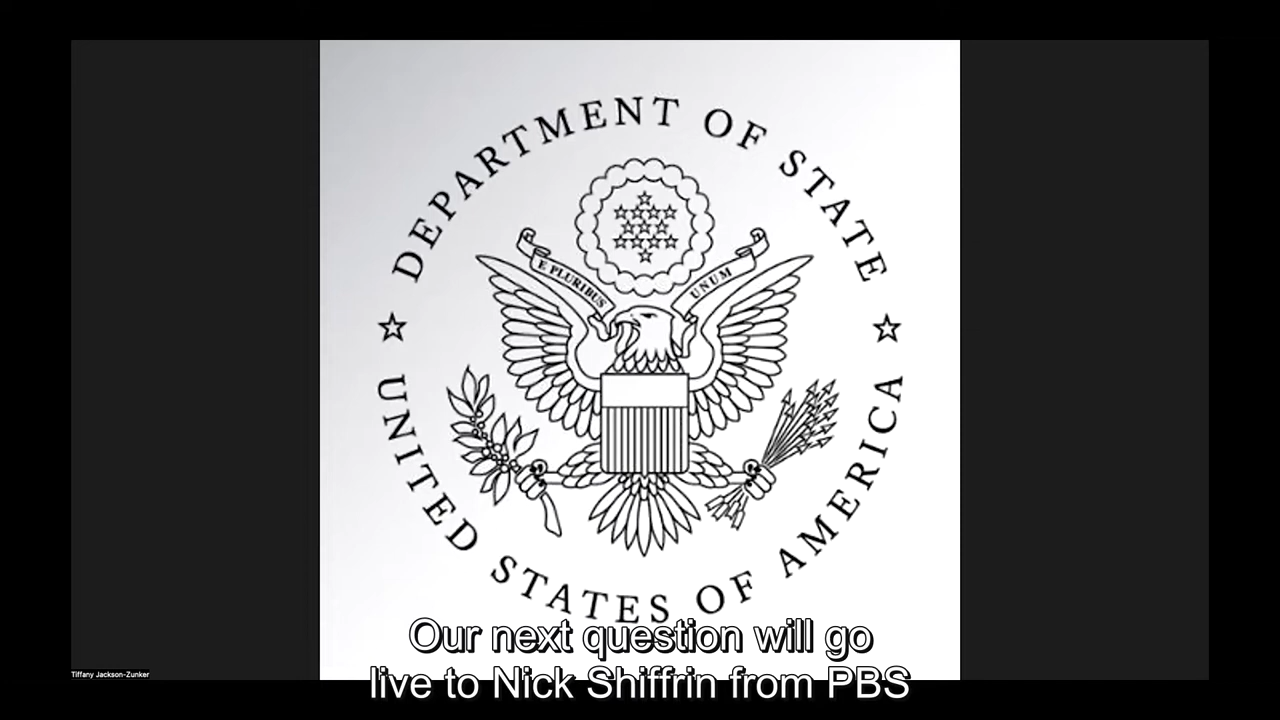 DEPARTMENT OF STATE
E PLURIBUS UNUM
UNITED STATES OF AMERICA
Our next question will go
live to Nick Shiffrin from PBS
Tiffany Jackson-Zunker